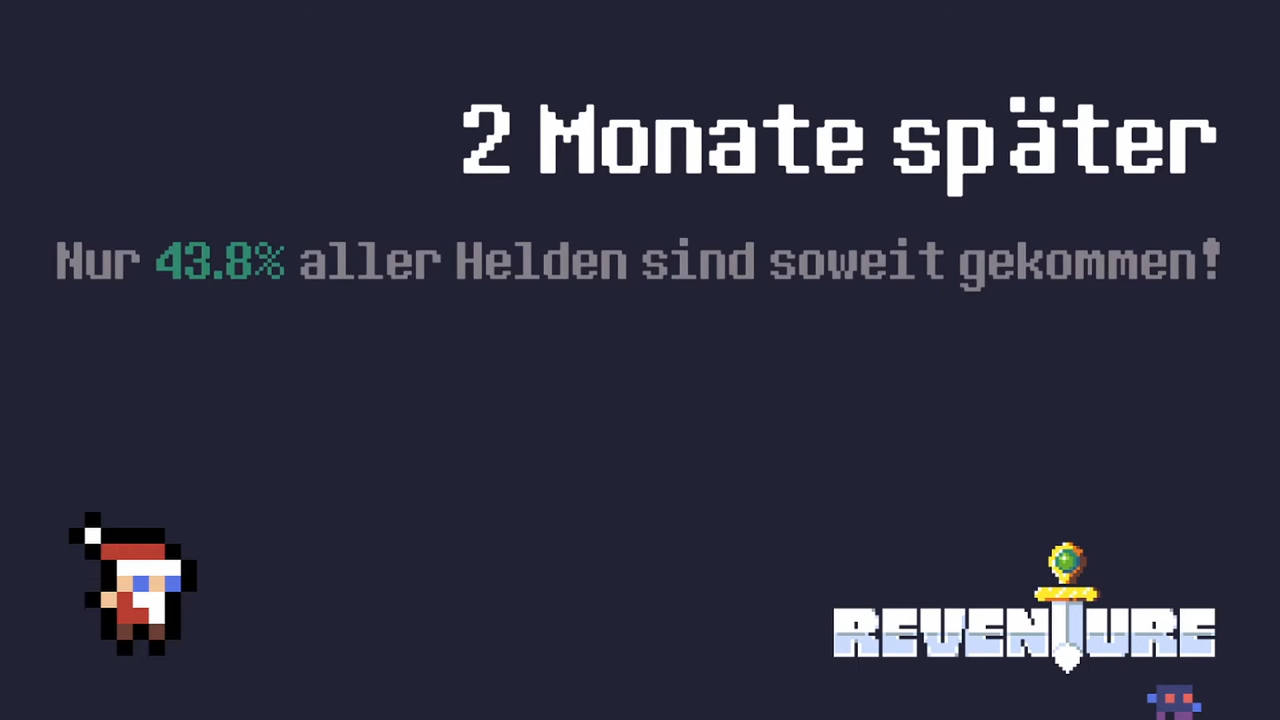 2 Monate später
Nur 43.8% aller Helden sind soweit gekommen!
REVENTURE